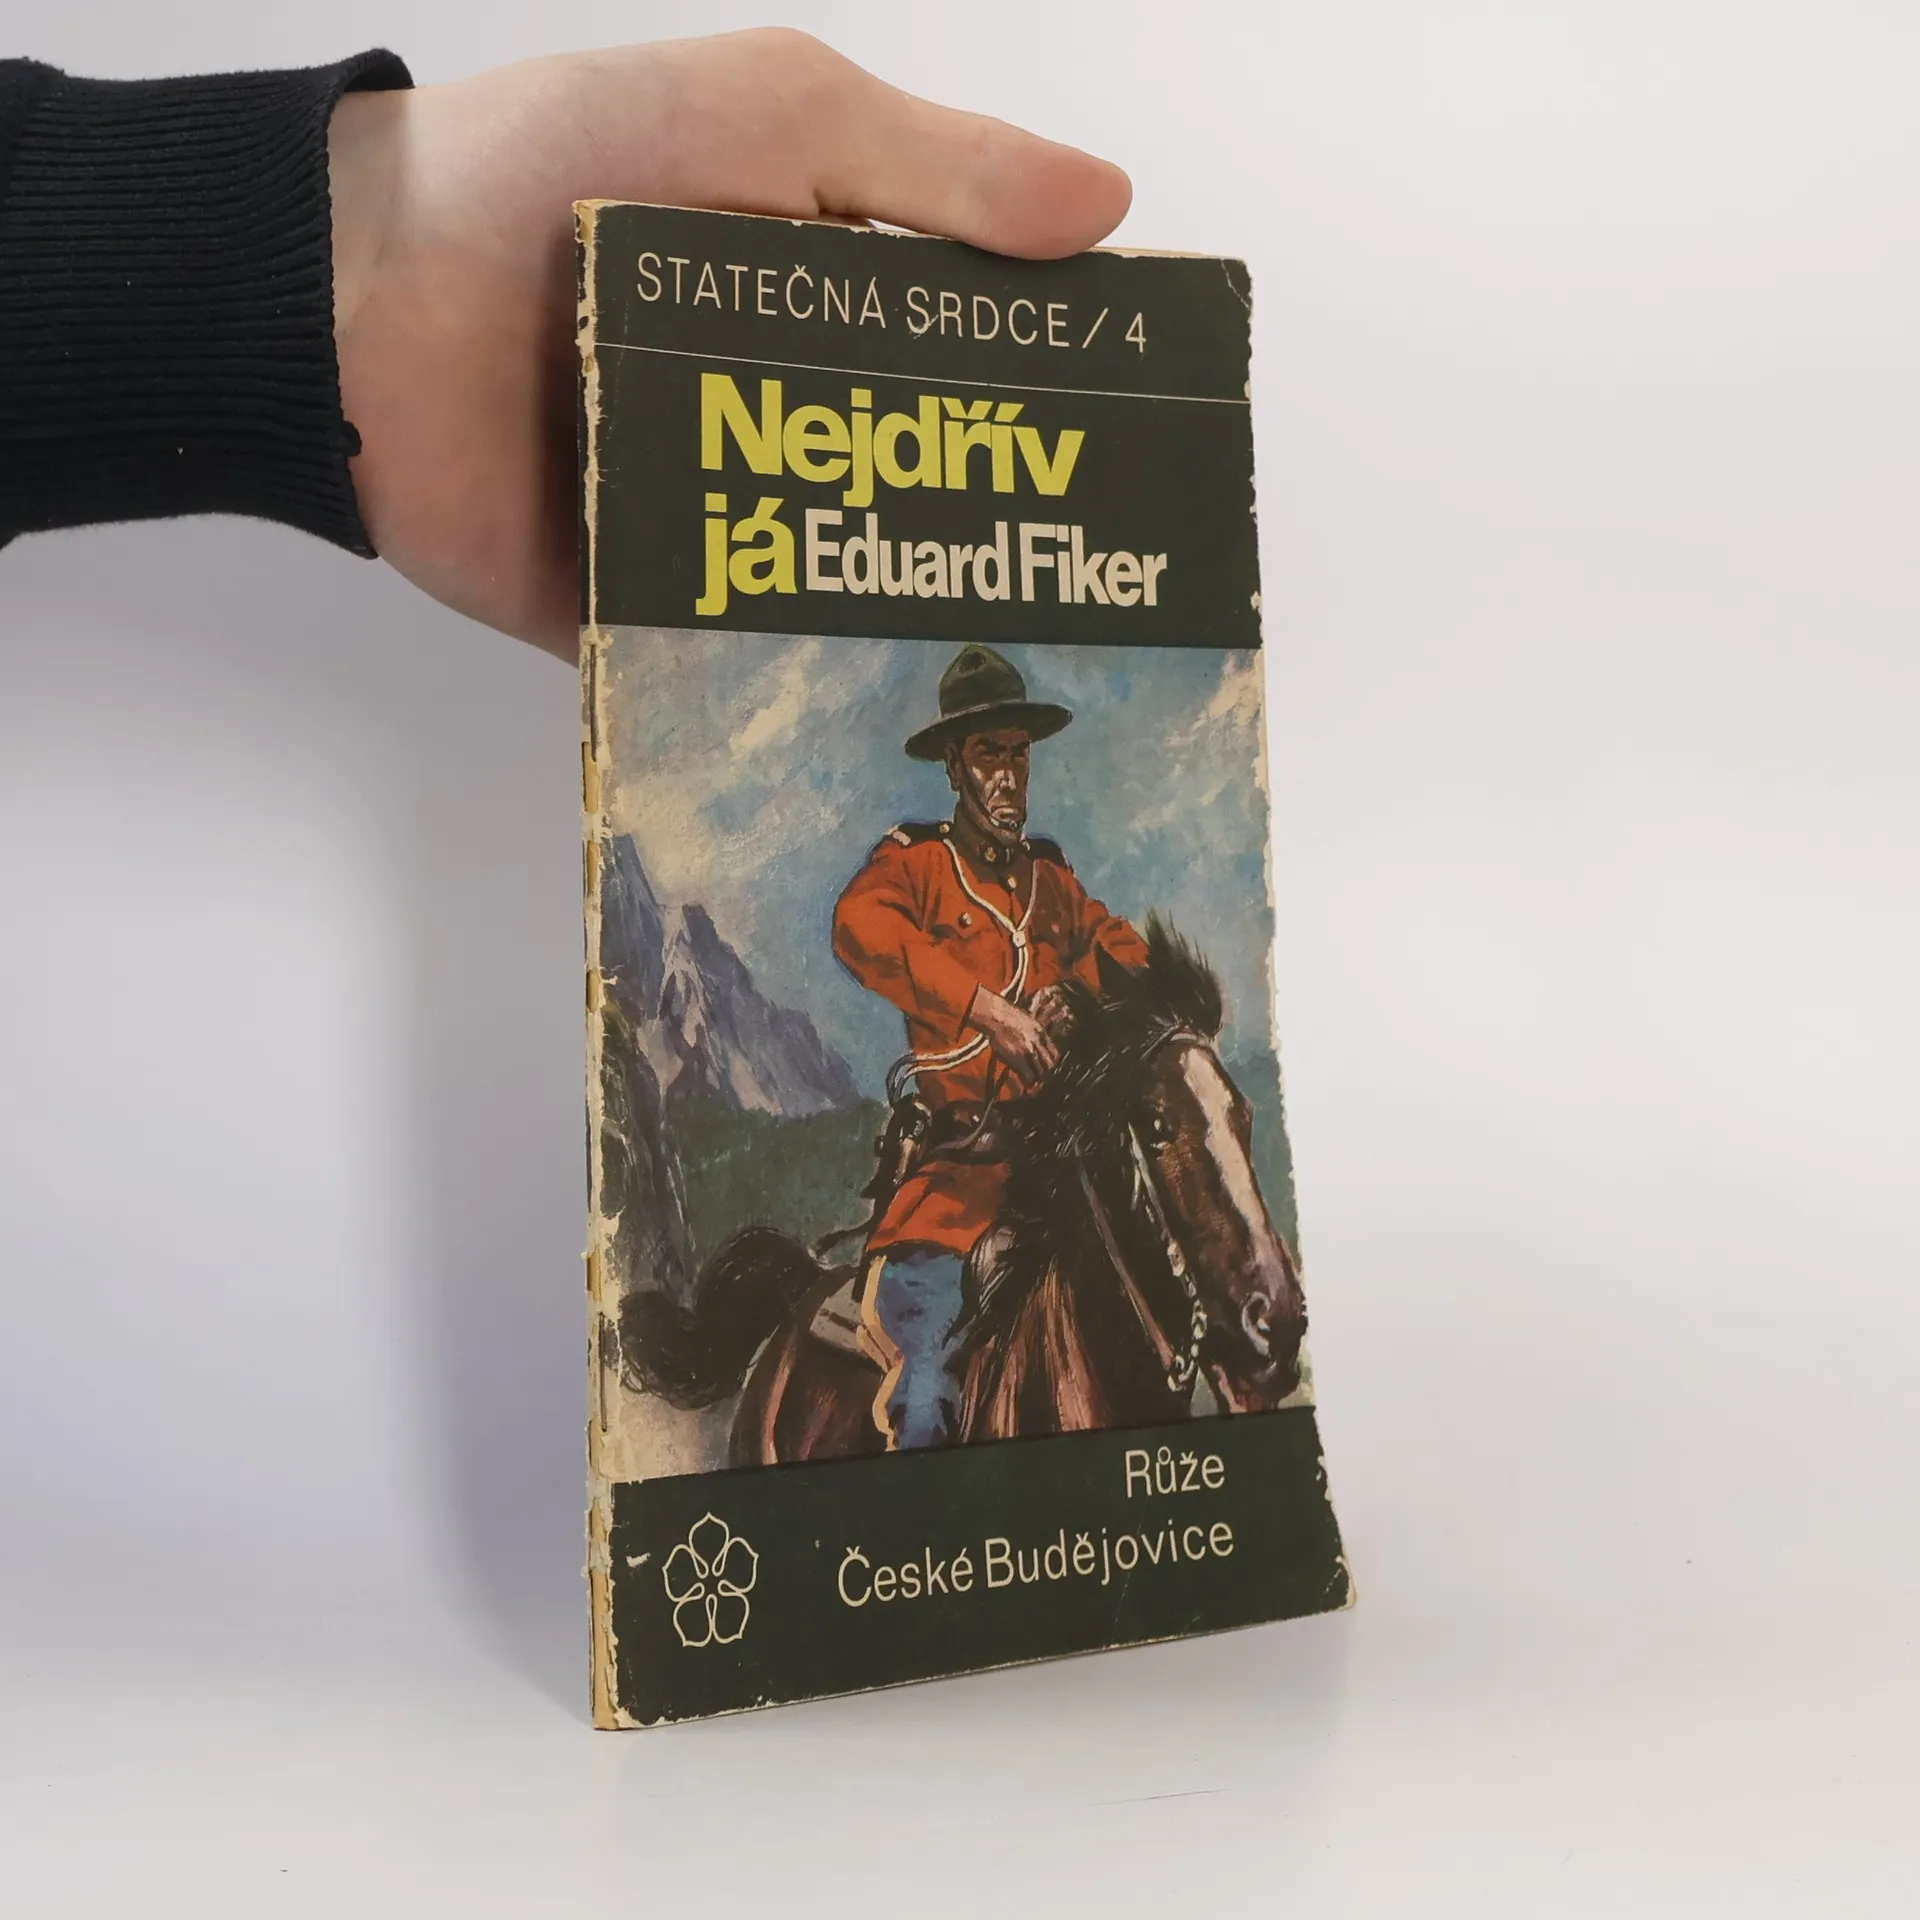 STATEČNÁ SRDCE / 4
Nejdřív
já Eduard Fiker
Růže
České Budějovice